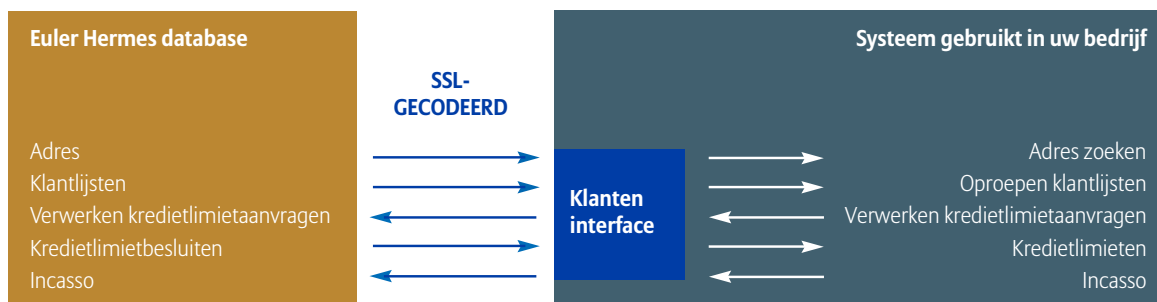 Euler Hermes database
Systeem gebruikt in uw bedrijf
SSL-
GECODEERD
Adres
Klantlijsten
Verwerken kredietlimietaanvragen
Kredietlimietbesluiten
Incasso
Klanten
interface
Adres zoeken
Oproepen klantlijsten
Verwerken kredietlimietaanvragen
Kredietlimieten
Incasso